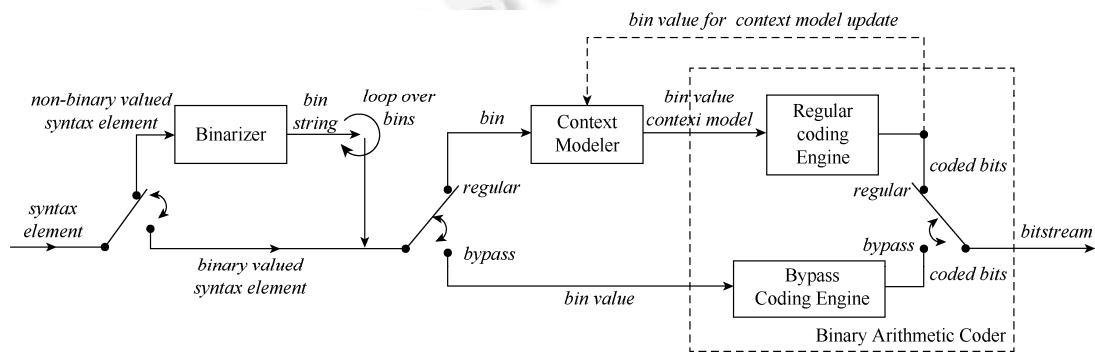 bin value for context model update
non-binary valued
syntax element
Binarizer
bin
string
loop over
bins
bin
Context
Modeler
bin value
contexi model
Regular
coding
Engine
coded bits
regular
regular
syntax
element
binary valued
syntax element
bypass
bin value
Bypass
Coding Engine
bypass
coded bits
bitstream
Binary Arithmetic Coder